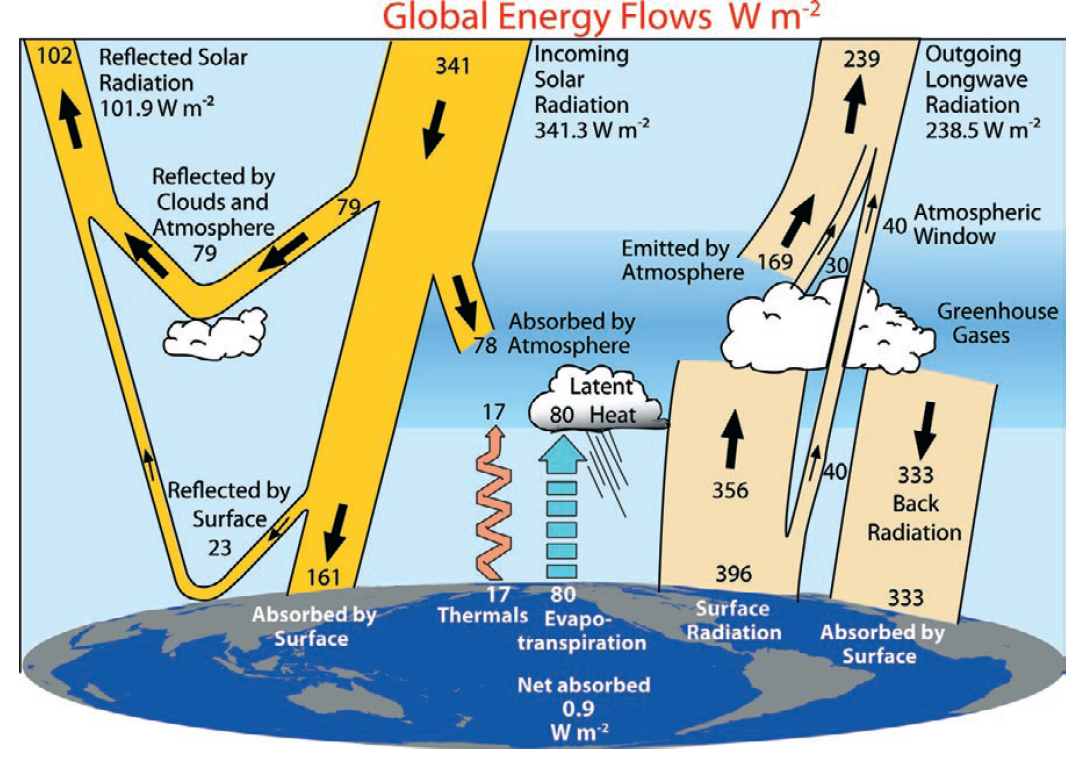 Global Energy Flows W m-2
102
Reflected Solar
Radiation
101.9 W m-2
341
Incoming
Solar
Radiation
341.3 W m-2
239
Outgoing
Longwave
Radiation
238.5 W m-2
Reflected by
Clouds and
Atmosphere
79
79
Emitted by
Atmosphere
169
30
40
Atmospheric
Window
Greenhouse
Gases
78
Absorbed by
Atmosphere
17
Latent
80 Heat
356
40
333
Back
Radiation
Reflected by
Surface
23
161
Absorbed by
Surface
17
Thermals
80
Evapo-
transpiration
396
Surface
Radiation
333
Absorbed by
Surface
Net absorbed
0.9
W m-2